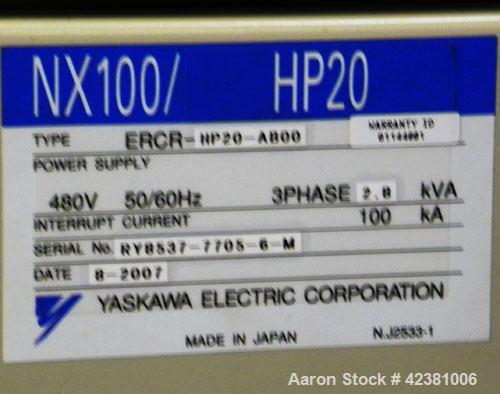 NX100/ HP20
WARRANTY ID
TYPE ERCR-HP20-AB00
POWER SUPPLY
480V 50/60Hz 3PHASE 2.8 kVA
INTERRUPT CURRENT 100 kA
SERIAL No. RY8537-7705-6-M
DATE 8-2007
YASKAWA ELECTRIC CORPORATION
MADE IN JAPAN NJ2533-1
Aaron Stock # 42381006